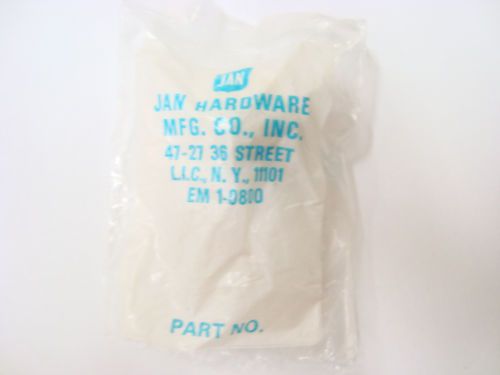 JAN
JAN HARDWARE
MFG. CO., INC.
47-27 36 STREET
L.I.C., N. Y., 11101
EM 1-0800
PART NO.